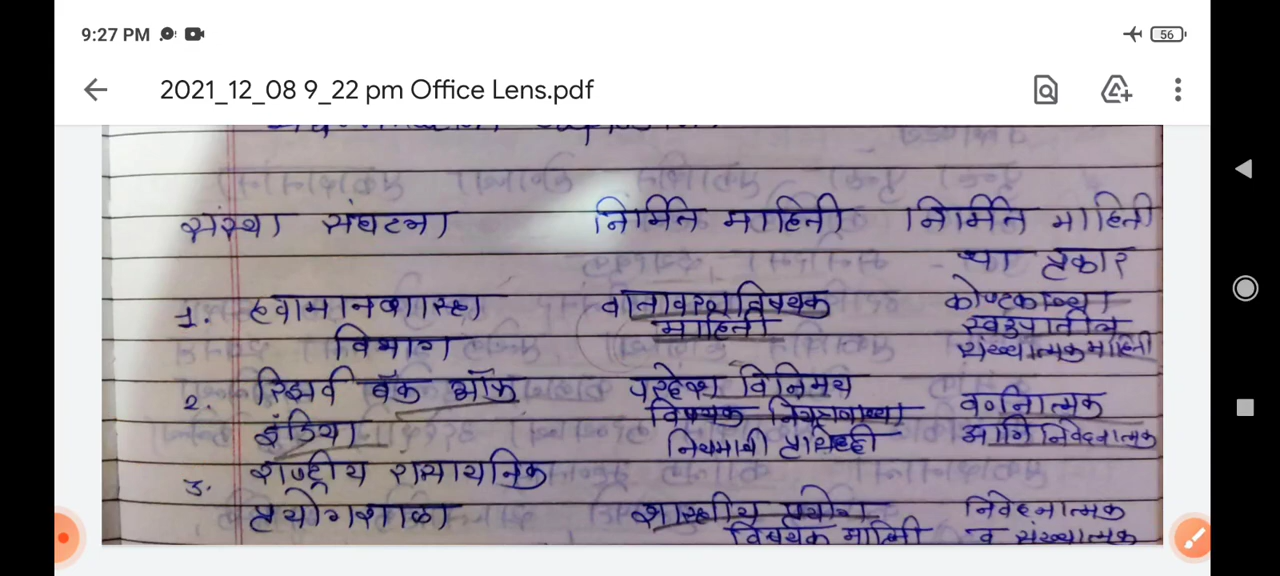 9:27 PM 56
2021_12_08 9_22 pm Office Lens.pdf
संस्था संघटना निर्मित माहिती निर्मित माहिती
चा प्रकार
1. हवामानशास्त्र वातावरणविषयक कोष्टकाच्या
विभाग माहिती स्वरुपातील
संख्यात्मक माहिती
2. रिझर्व बँक ऑफ परदेश विनिमय
इंडिया विषयक नियंत्रणाच्या वर्णनात्मक
नियमाची आणि निवेदनात्मक
3. राष्ट्रीय रासायनिक
प्रयोगशाळा शास्त्रीय प्रयोग निवेदनात्मक
विषयक माहिती व संख्यात्मक